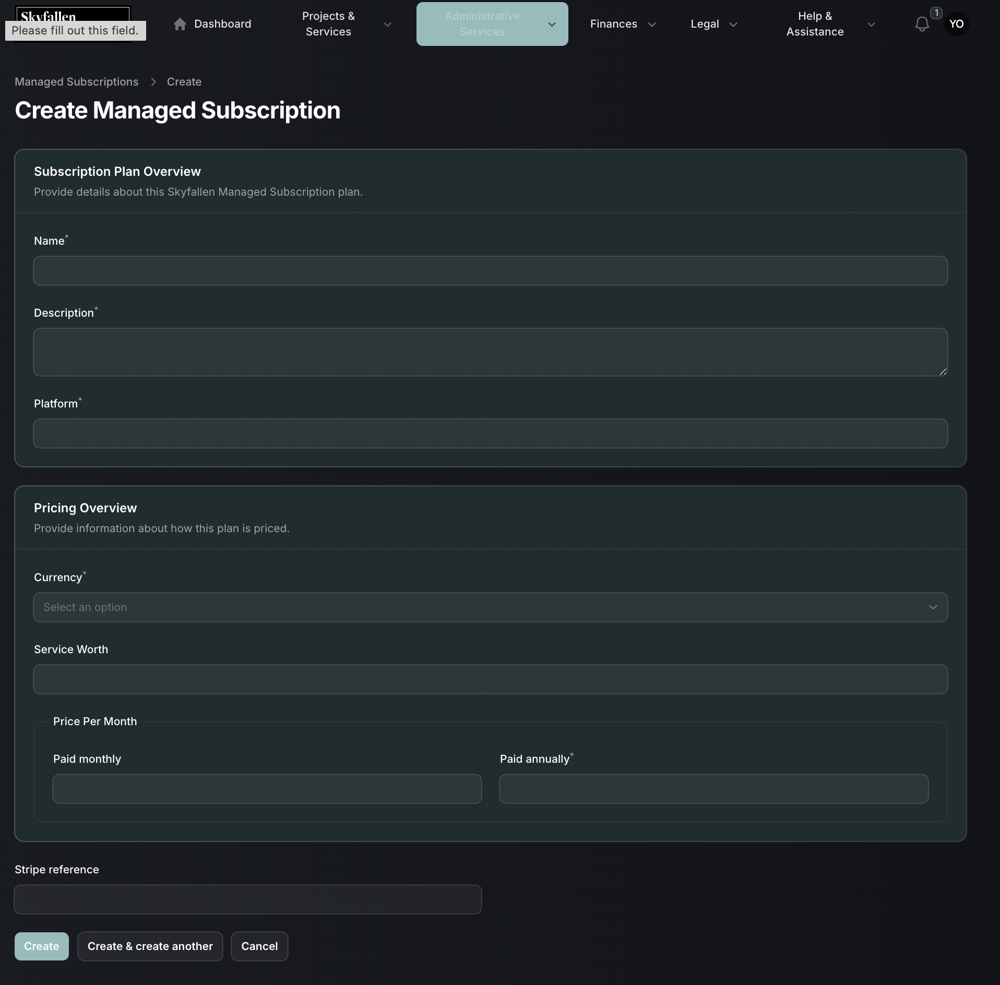 Skyfallen
Please fill out this field.
Dashboard
Projects &
Services
Administrative
Services
Finances
Legal
Help &
Assistance
1
YO
Managed Subscriptions > Create
Create Managed Subscription
Subscription Plan Overview
Provide details about this Skyfallen Managed Subscription plan.
Name*
Description*
Platform*
Pricing Overview
Provide information about how this plan is priced.
Currency*
Select an option
Service Worth
Price Per Month
Paid monthly
Paid annually*
Stripe reference
Create
Create & create another
Cancel